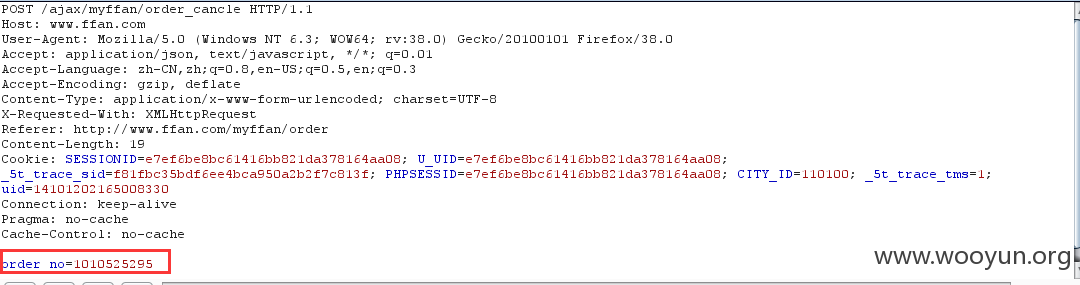 POST /ajax/myffan/order_cancle HTTP/1.1
Host: www.ffan.com
User-Agent: Mozilla/5.0 (Windows NT 6.3; WOW64; rv:38.0) Gecko/20100101 Firefox/38.0
Accept: application/json, text/javascript, */*; q=0.01
Accept-Language: zh-CN,zh;q=0.8,en-US;q=0.5,en;q=0.3
Accept-Encoding: gzip, deflate
Content-Type: application/x-www-form-urlencoded; charset=UTF-8
X-Requested-With: XMLHttpRequest
Referer: http://www.ffan.com/myffan/order
Content-Length: 19
Cookie: SESSIONID=e7ef6be8bc61416bb821da378164aa08; U_UID=e7ef6be8bc61416bb821da378164aa08;
_5t_trace_sid=f81fbc35bdf6ee4bca950a2b2f7c813f; PHPSESSID=e7ef6be8bc61416bb821da378164aa08; CITY_ID=110100; _5t_trace_tms=1;
uid=14101202165008330
Connection: keep-alive
Pragma: no-cache
Cache-Control: no-cache
order_no=1010525295
www.wooyun.org